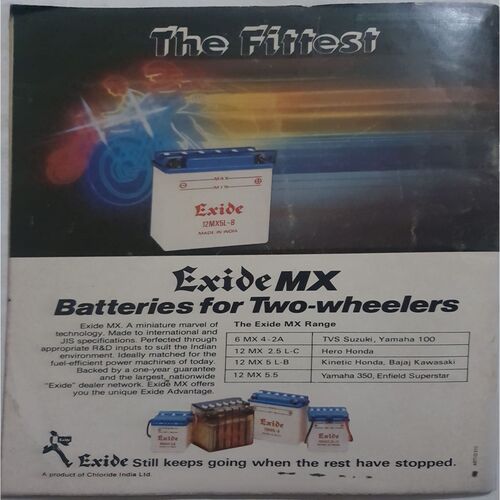 The Fittest
MAX
MIN
Exide
12MX5L-B
MADE IN INDIA
Exide MX
Batteries for Two-wheelers
Exide MX. A miniature marvel of
technology. Made to international and
JIS specifications. Perfected through
appropriate R&D inputs to suit the Indian
environment. Ideally matched for the
fuel-efficient power machines of today.
Backed by a one-year guarantee
and the largest nationwide
"Exide" dealer network. Exide MX offers
you the unique Exide Advantage.
The Exide MX Range
6 MX 4-2A TVS Suzuki, Yamaha 100
12 MX 2.5 L-C Hero Honda
12 MX 5 L-B Kinetic Honda, Bajaj Kawasaki
12 MX 5.5 Yamaha 350, Enfield Superstar
Exide
Exide
Exide
Exide Still keeps going when the rest have stopped.
A product of Chloride India Ltd.